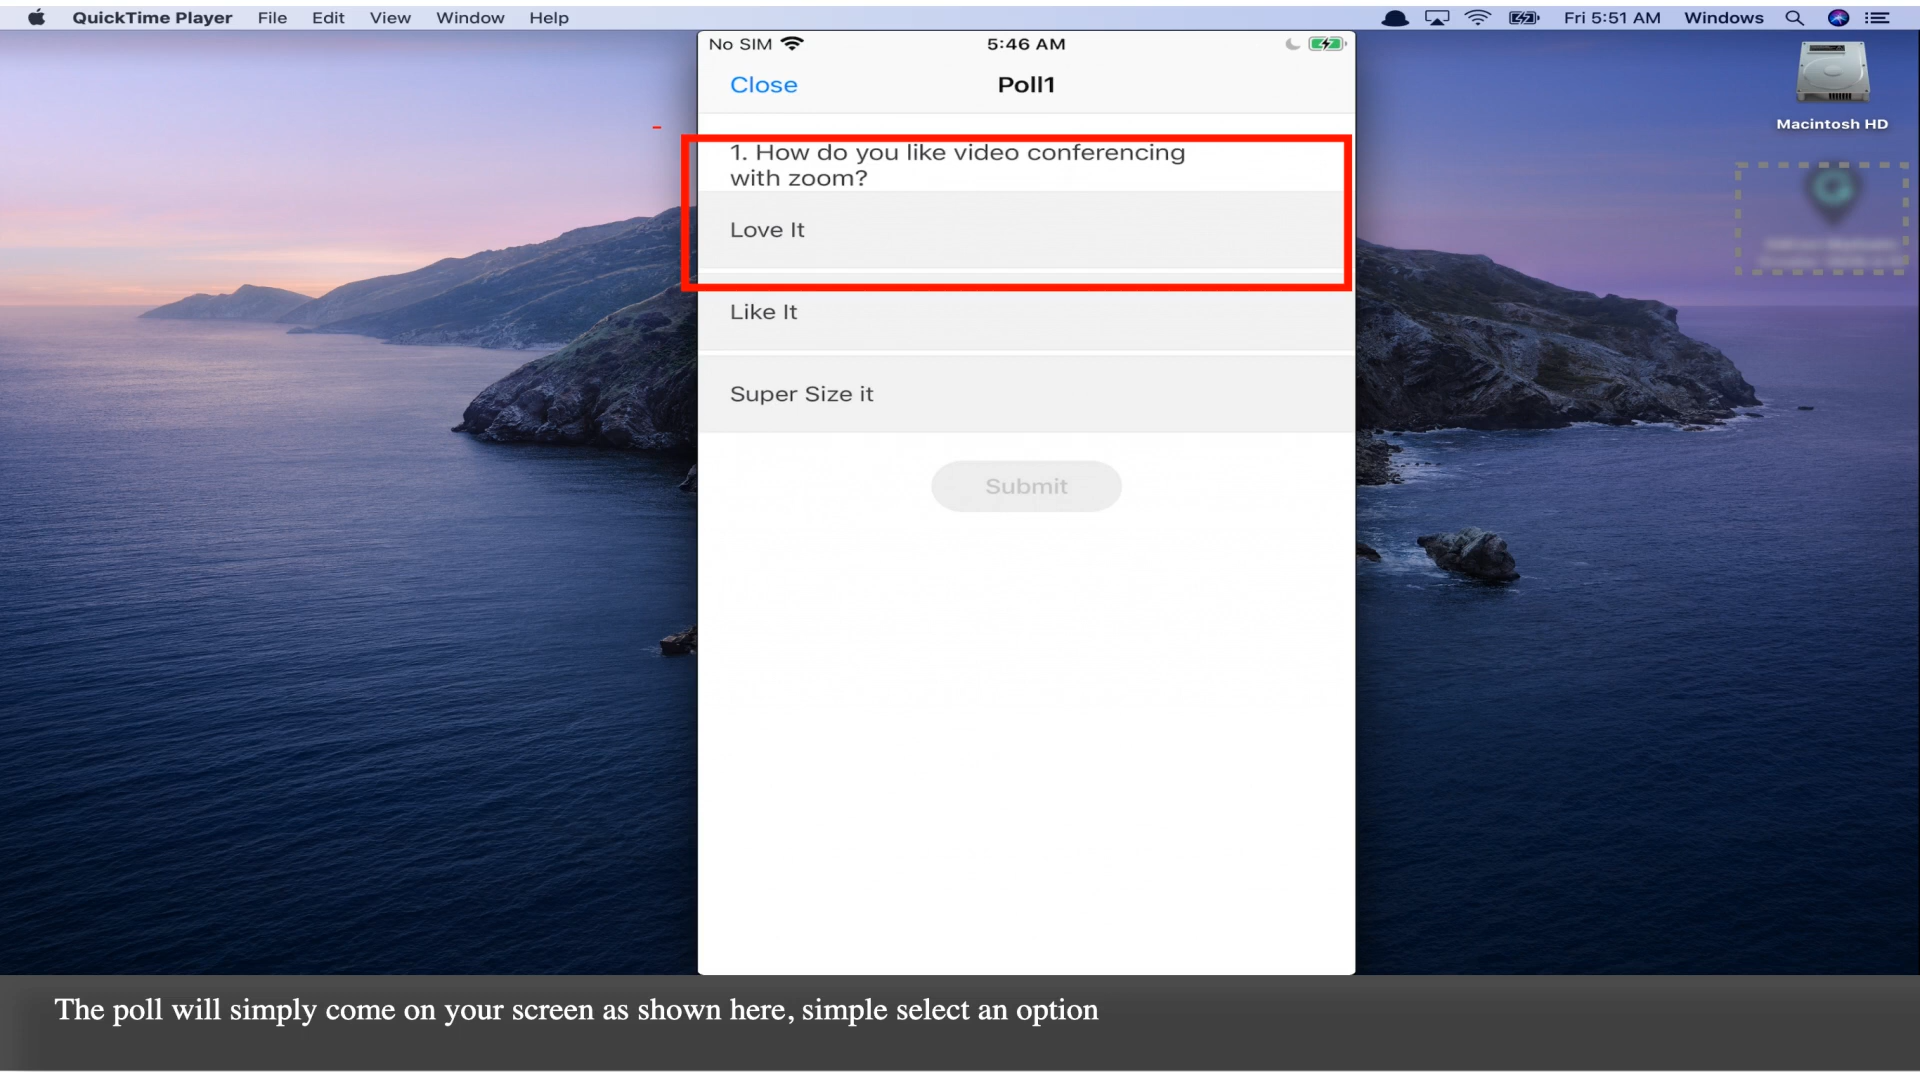 QuickTime Player File Edit View Window Help Fri 5:51 AM Windows
No SIM 5:46 AM
Close Poll1
Macintosh HD
1. How do you like video conferencing
with zoom?
Love It
Like It
Super Size it
Submit
The poll will simply come on your screen as shown here, simple select an option